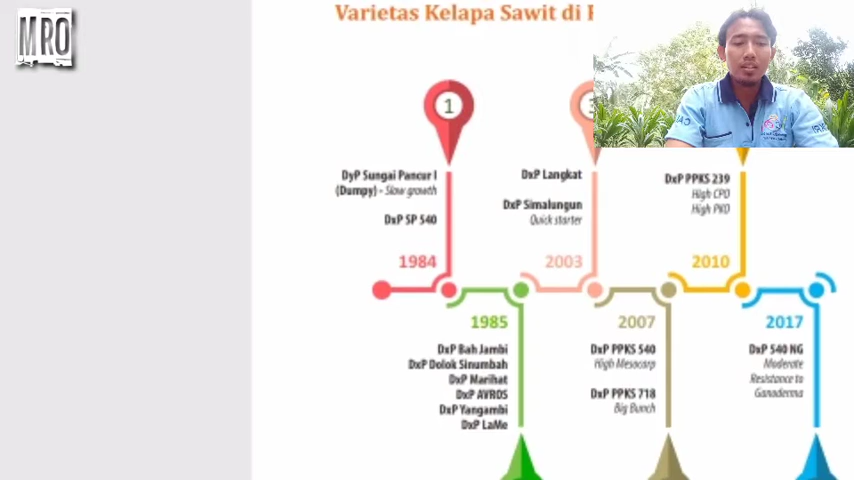 MRO
Varietas Kelapa Sawit di
1
DyP Sungai Pancur I
(Dumpy) - Slow growth
DxP SP 540
1984
DxP Langkat
DxP Simalungun
Quick starter
2003
DxP PPKS 239
High CPO
High PKO
2010
1985
DxP Bah Jambi
DxP Dolok Sinumbah
DxP Marihat
DxP AVROS
DxP Yangambi
DxP LaMe
2007
DxP PPKS 540
High Mesocarp
DxP PPKS 718
Big Bunch
2017
DxP 540 NG
Moderate
Resistance to
Ganoderma